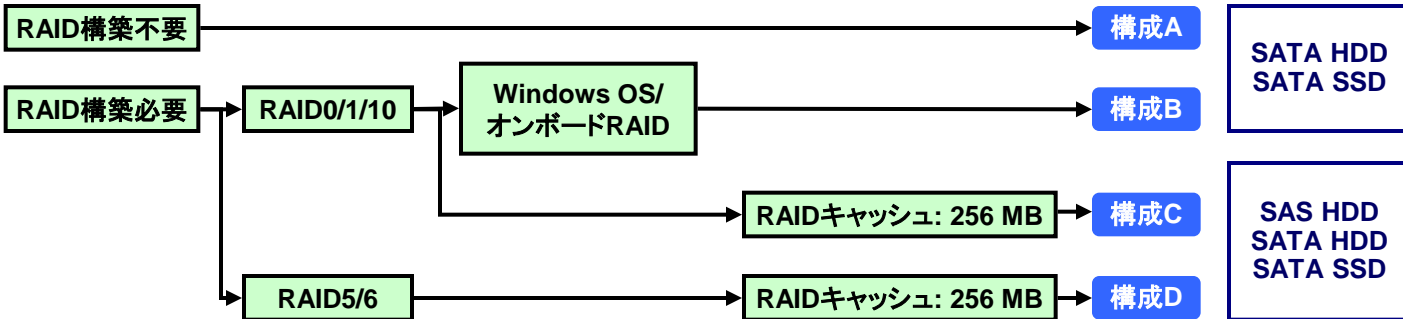 RAID構築不要
構成A
SATA HDD
SATA SSD
RAID構築必要
RAID0/1/10
Windows OS/
オンボードRAID
構成B
RAIDキャッシュ: 256 MB
構成C
SAS HDD
SATA HDD
SATA SSD
RAID5/6
RAIDキャッシュ: 256 MB
構成D